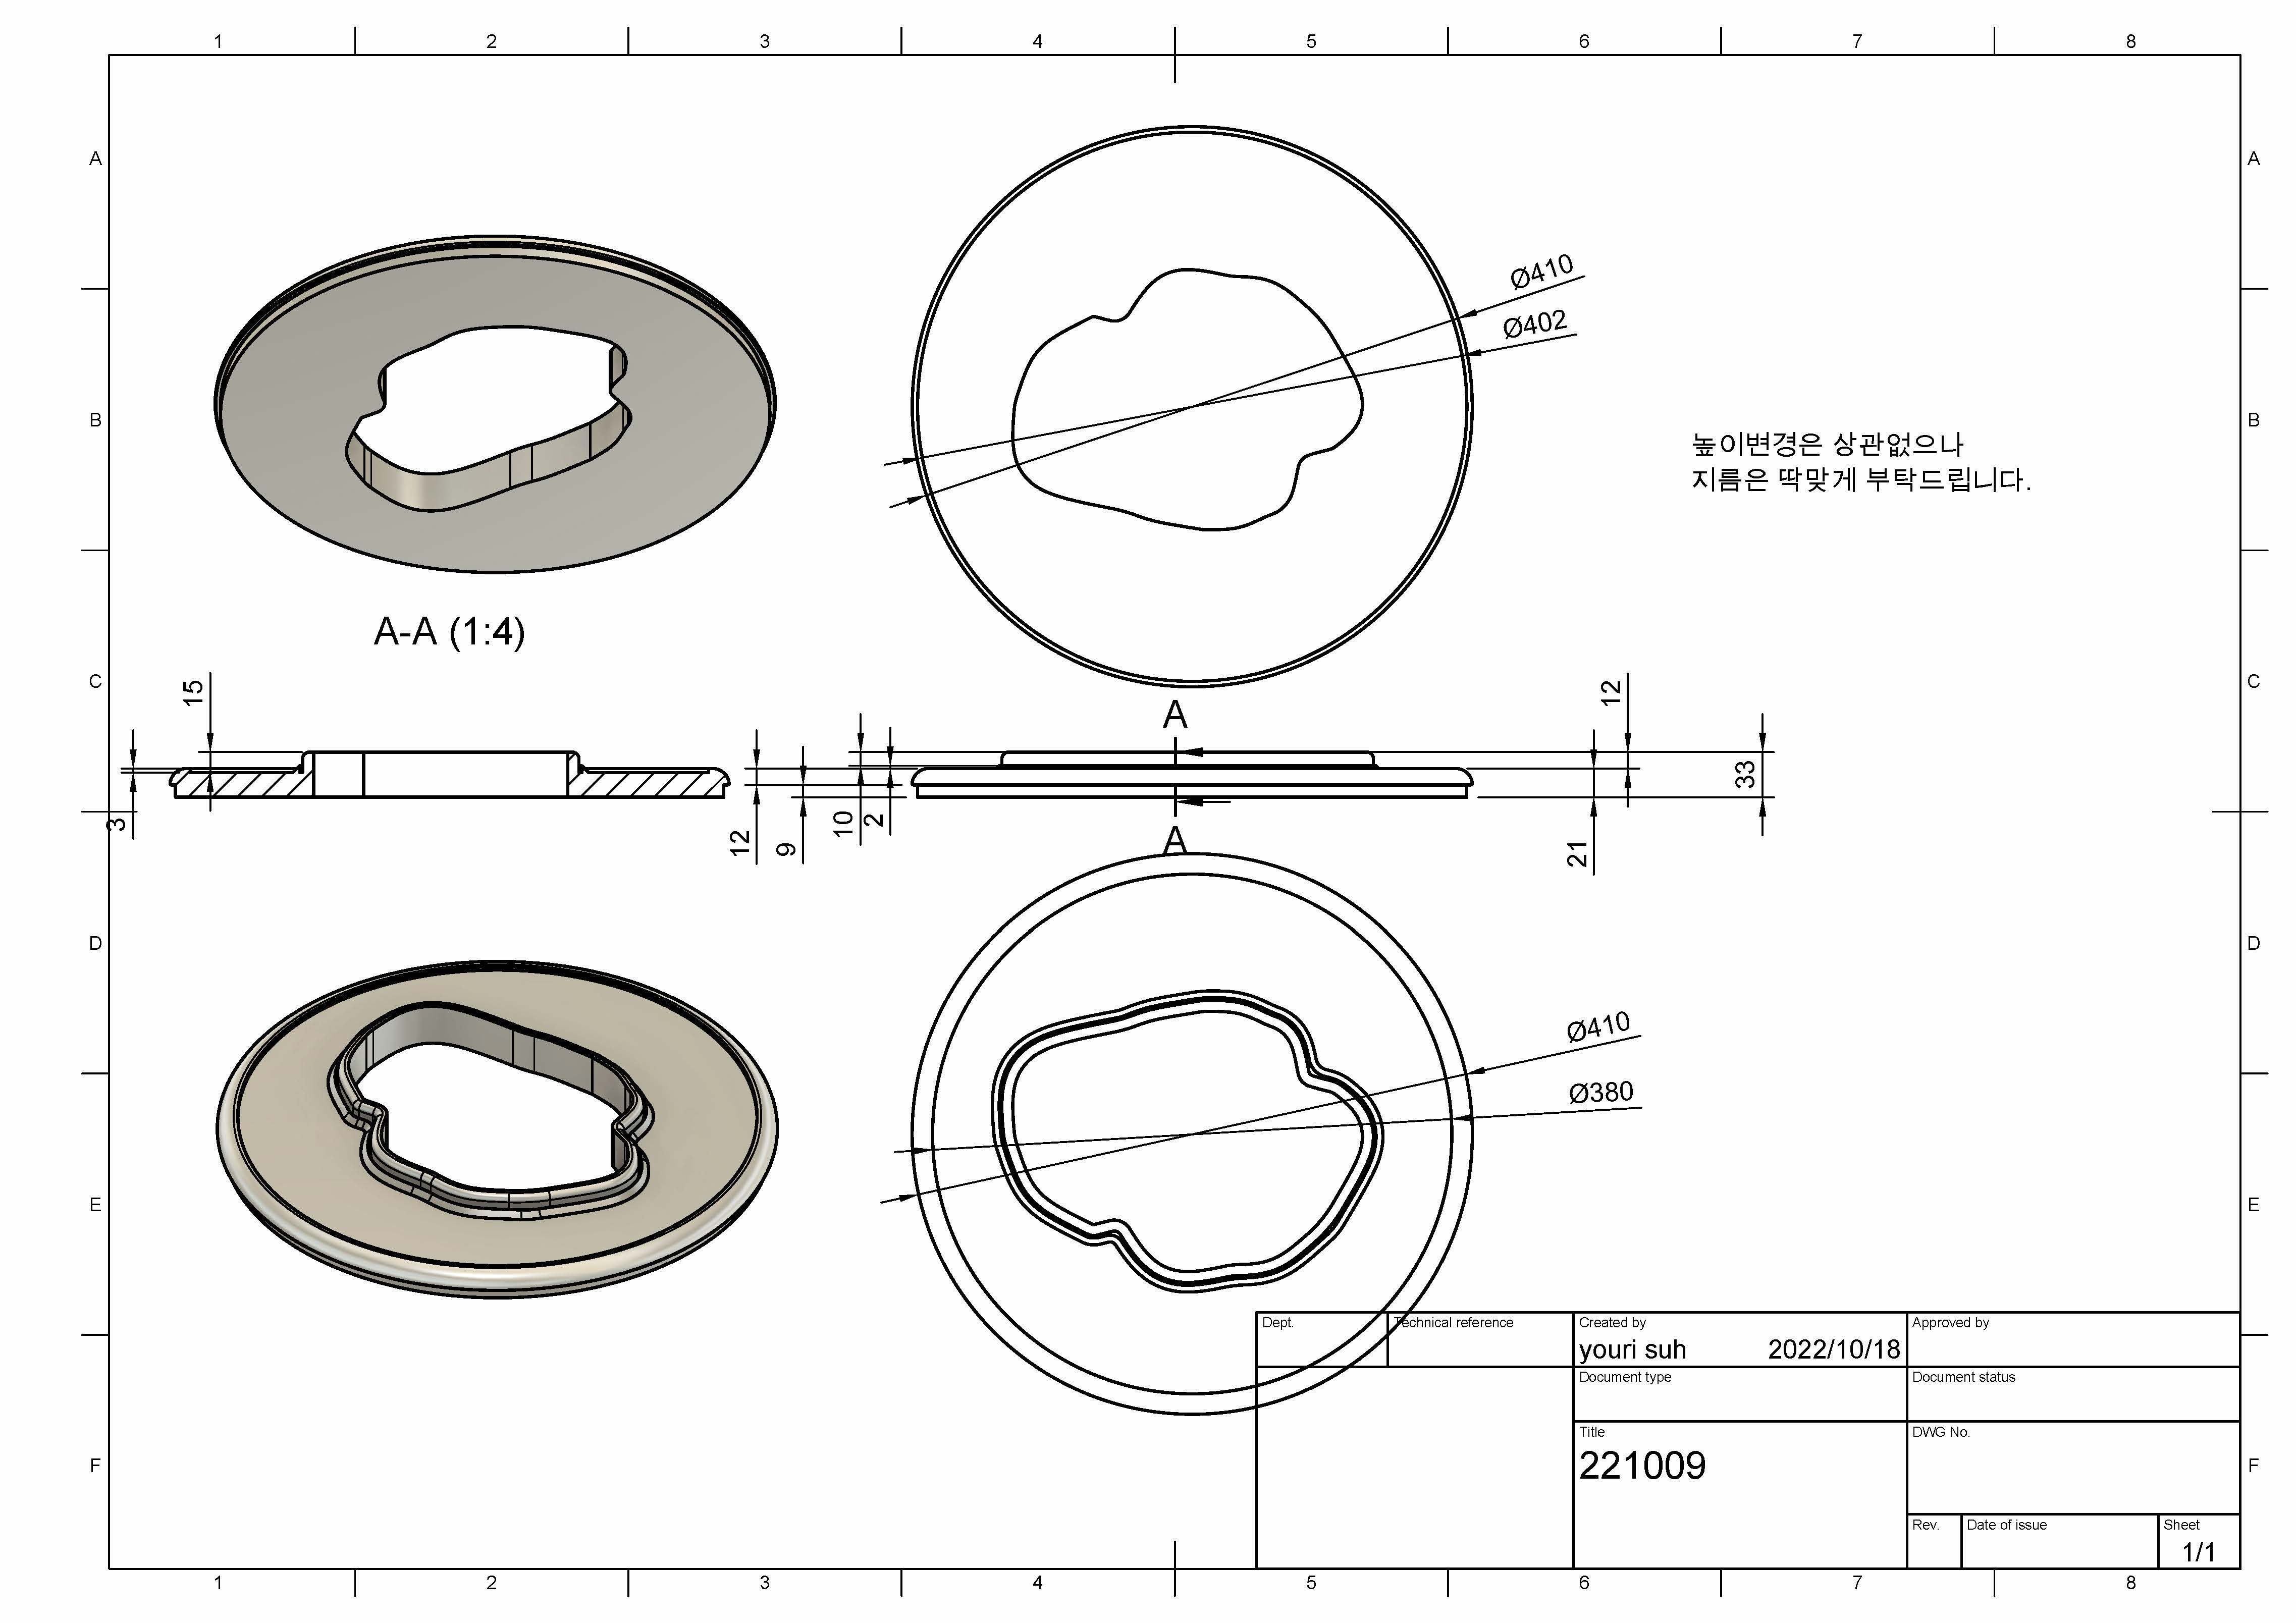 1 2 3 4 5 6 7 8
A A
Ø410
Ø402
B B
높이변경은 상관없으나
지름은 딱맞게 부탁드립니다.
A-A (1:4)
C C
15
3
12
9
10
2
A
A
12
33
21
D D
Ø410
Ø380
E E
Dept.
Technical reference
Created by
youri suh 2022/10/18
Approved by
Document type
Document status
Title
221009
DWG No.
F F
Rev.
Date of issue
Sheet
1/1
1 2 3 4 5 6 7 8